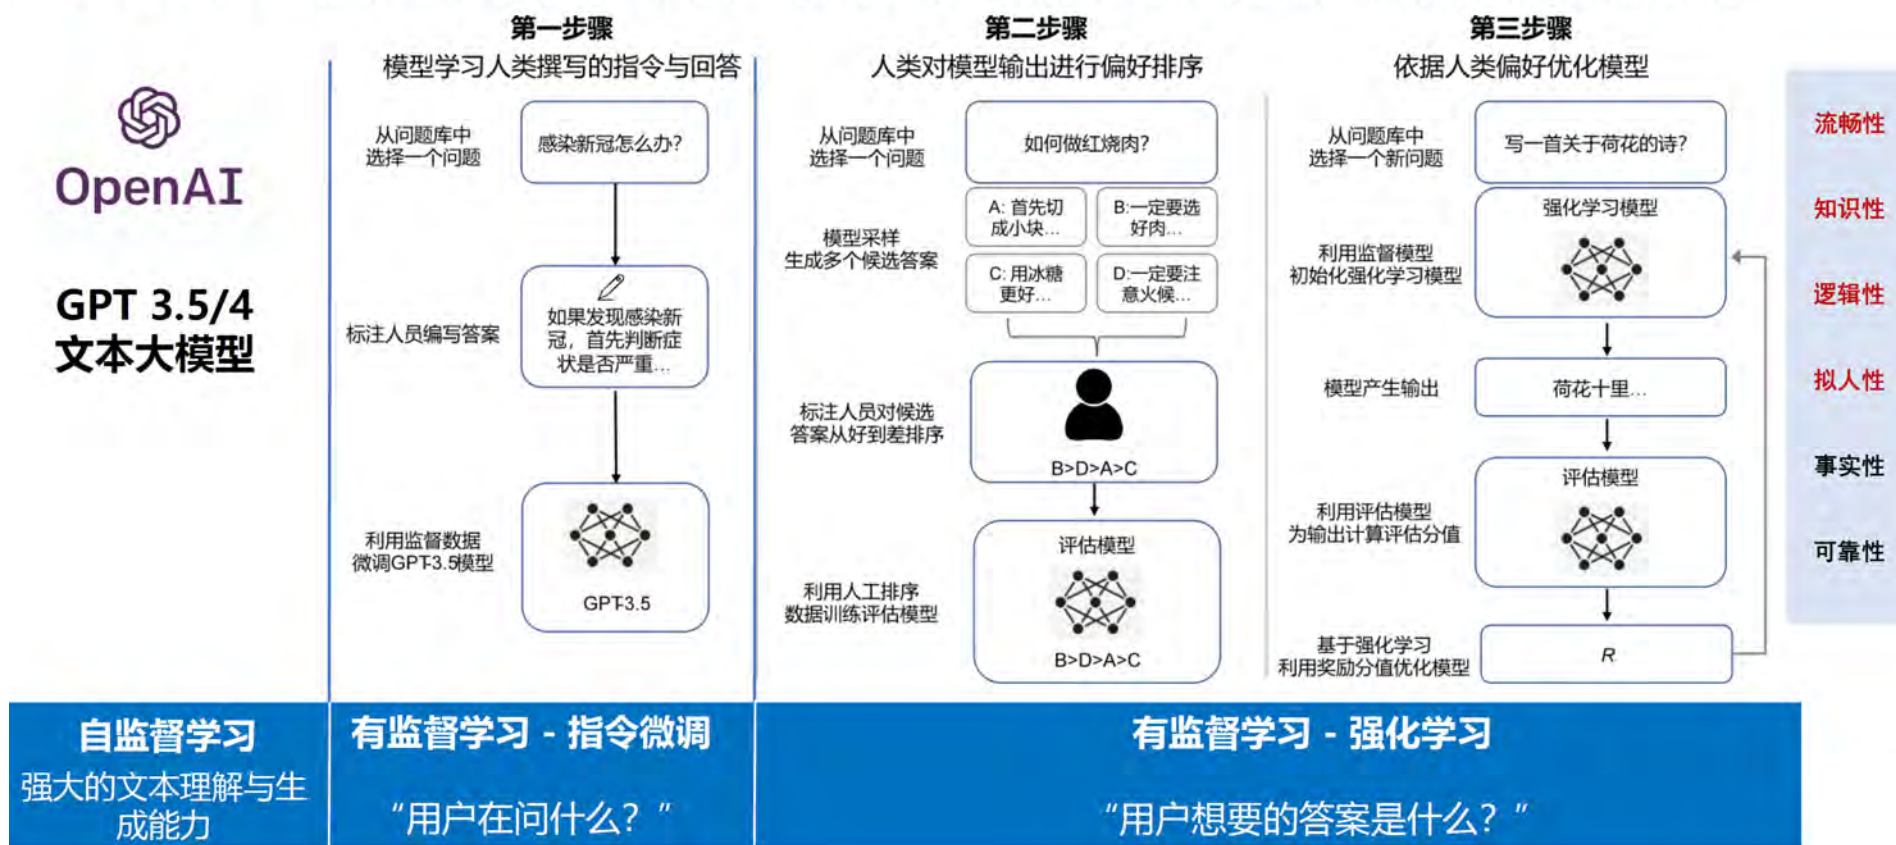 OpenAI
GPT 3.5/4
文本大模型
第一步骤
模型学习人类撰写的指令与回答
从问题库中
选择一个问题
感染新冠怎么办?
标注人员编写答案
如果发现感染新
冠，首先判断症
状是否严重...
利用监督数据
微调GPT-3.5模型
GPT-3.5
第二步骤
人类对模型输出进行偏好排序
从问题库中
选择一个问题
如何做红烧肉?
模型采样
生成多个候选答案
A: 首先切
成小块...
B:一定要选
好肉...
C: 用冰糖
更好...
D:一定要注
意火候...
标注人员对候选
答案从好到差排序
B>D>A>C
利用人工排序
数据训练评估模型
评估模型
B>D>A>C
第三步骤
依据人类偏好优化模型
从问题库中
选择一个新问题
写一首关于荷花的诗?
利用监督模型
初始化强化学习模型
强化学习模型
模型产生输出
荷花十里...
利用评估模型
为输出计算评估分值
评估模型
基于强化学习
利用奖励分值优化模型
R
流畅性
知识性
逻辑性
拟人性
事实性
可靠性
自监督学习
强大的文本理解与生
成能力
有监督学习 - 指令微调
“用户在问什么？”
有监督学习 - 强化学习
“用户想要的答案是什么？”